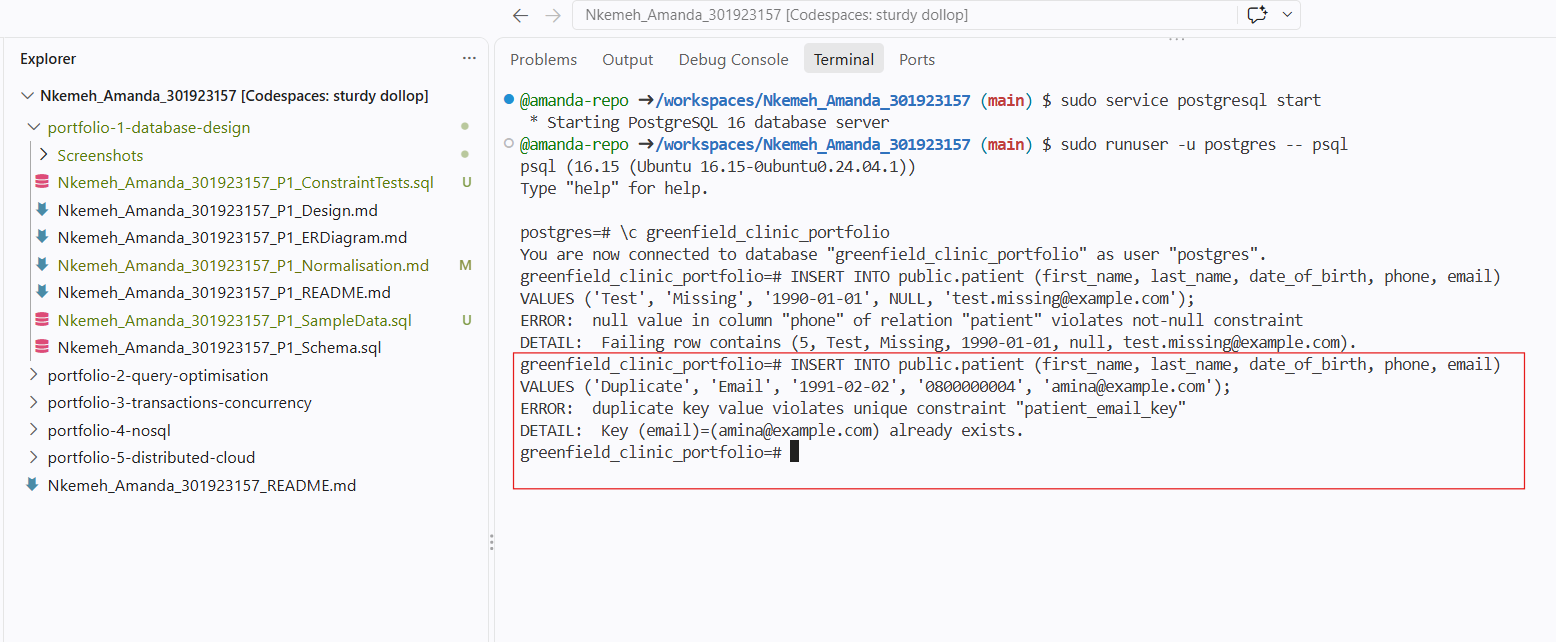 Nkemeh_Amanda_301923157 [Codespaces: sturdy dollop]
Explorer
Nkemeh_Amanda_301923157 [Codespaces: sturdy dollop]
portfolio-1-database-design
Screenshots
Nkemeh_Amanda_301923157_P1_ConstraintTests.sql U
Nkemeh_Amanda_301923157_P1_Design.md
Nkemeh_Amanda_301923157_P1_ERDiagram.md
Nkemeh_Amanda_301923157_P1_Normalisation.md M
Nkemeh_Amanda_301923157_P1_README.md
Nkemeh_Amanda_301923157_P1_SampleData.sql U
Nkemeh_Amanda_301923157_P1_Schema.sql
portfolio-2-query-optimisation
portfolio-3-transactions-concurrency
portfolio-4-nosql
portfolio-5-distributed-cloud
Nkemeh_Amanda_301923157_README.md
Problems Output Debug Console Terminal Ports
@amanda-repo ➜/workspaces/Nkemeh_Amanda_301923157 (main) $ sudo service postgresql start
* Starting PostgreSQL 16 database server
@amanda-repo ➜/workspaces/Nkemeh_Amanda_301923157 (main) $ sudo runuser -u postgres -- psql
psql (16.15 (Ubuntu 16.15-0ubuntu0.24.04.1))
Type "help" for help.
postgres=# \c greenfield_clinic_portfolio
You are now connected to database "greenfield_clinic_portfolio" as user "postgres".
greenfield_clinic_portfolio=# INSERT INTO public.patient (first_name, last_name, date_of_birth, phone, email)
VALUES ('Test', 'Missing', '1990-01-01', NULL, 'test.missing@example.com');
ERROR:  null value in column "phone" of relation "patient" violates not-null constraint
DETAIL:  Failing row contains (5, Test, Missing, 1990-01-01, null, test.missing@example.com).
greenfield_clinic_portfolio=# INSERT INTO public.patient (first_name, last_name, date_of_birth, phone, email)
VALUES ('Duplicate', 'Email', '1991-02-02', '0800000004', 'amina@example.com');
ERROR:  duplicate key value violates unique constraint "patient_email_key"
DETAIL:  Key (email)=(amina@example.com) already exists.
greenfield_clinic_portfolio=#